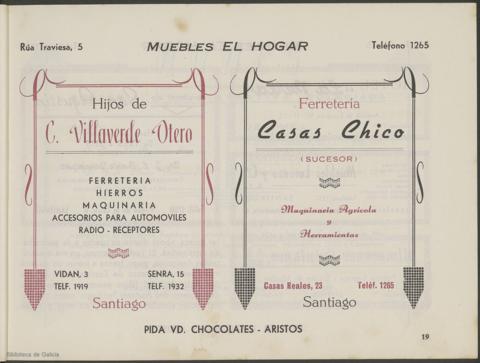 Rúa Traviesa, 5 MUEBLES EL HOGAR Teléfono 1265
Hijos de
C. Villaverde Otero
FERRETERIA
HIERROS
MAQUINARIA
ACCESORIOS PARA AUTOMOVILES
RADIO - RECEPTORES
VIDAN, 3 SENRA, 15
TELF. 1919 TELF. 1932
Santiago
Ferretería
Casas Chico
(SUCESOR)
Maquinacia Agrícola
y
Herramientas
Casas Reales, 23 Teléf. 1265
Santiago
PIDA VD. CHOCOLATES - ARISTOS
19
Biblioteca de Galicia